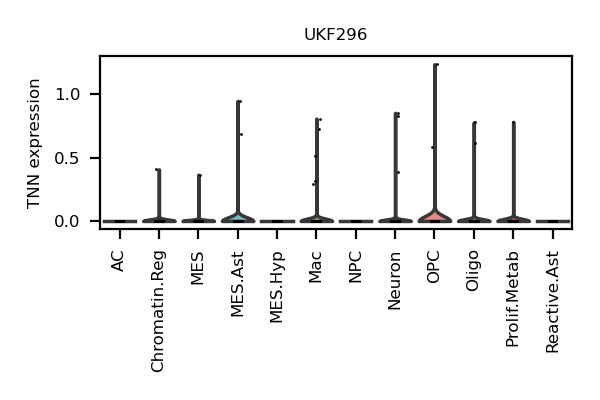 UKF296
TNN expression
1.0
0.5
0.0
AC
Chromatin.Reg
MES
MES.Ast
MES.Hyp
Mac
NPC
Neuron
OPC
Oligo
Prolif.Metab
Reactive.Ast